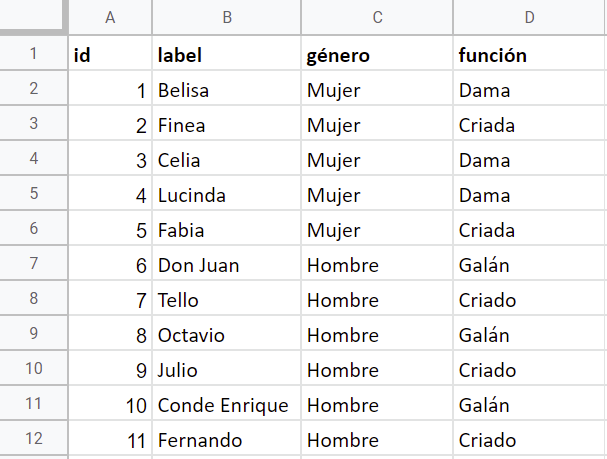 A B C D
1 id label género función
2 1 Belisa Mujer Dama
3 2 Finea Mujer Criada
4 3 Celia Mujer Dama
5 4 Lucinda Mujer Dama
6 5 Fabia Mujer Criada
7 6 Don Juan Hombre Galán
8 7 Tello Hombre Criado
9 8 Octavio Hombre Galán
10 9 Julio Hombre Criado
11 10 Conde Enrique Hombre Galán
12 11 Fernando Hombre Criado